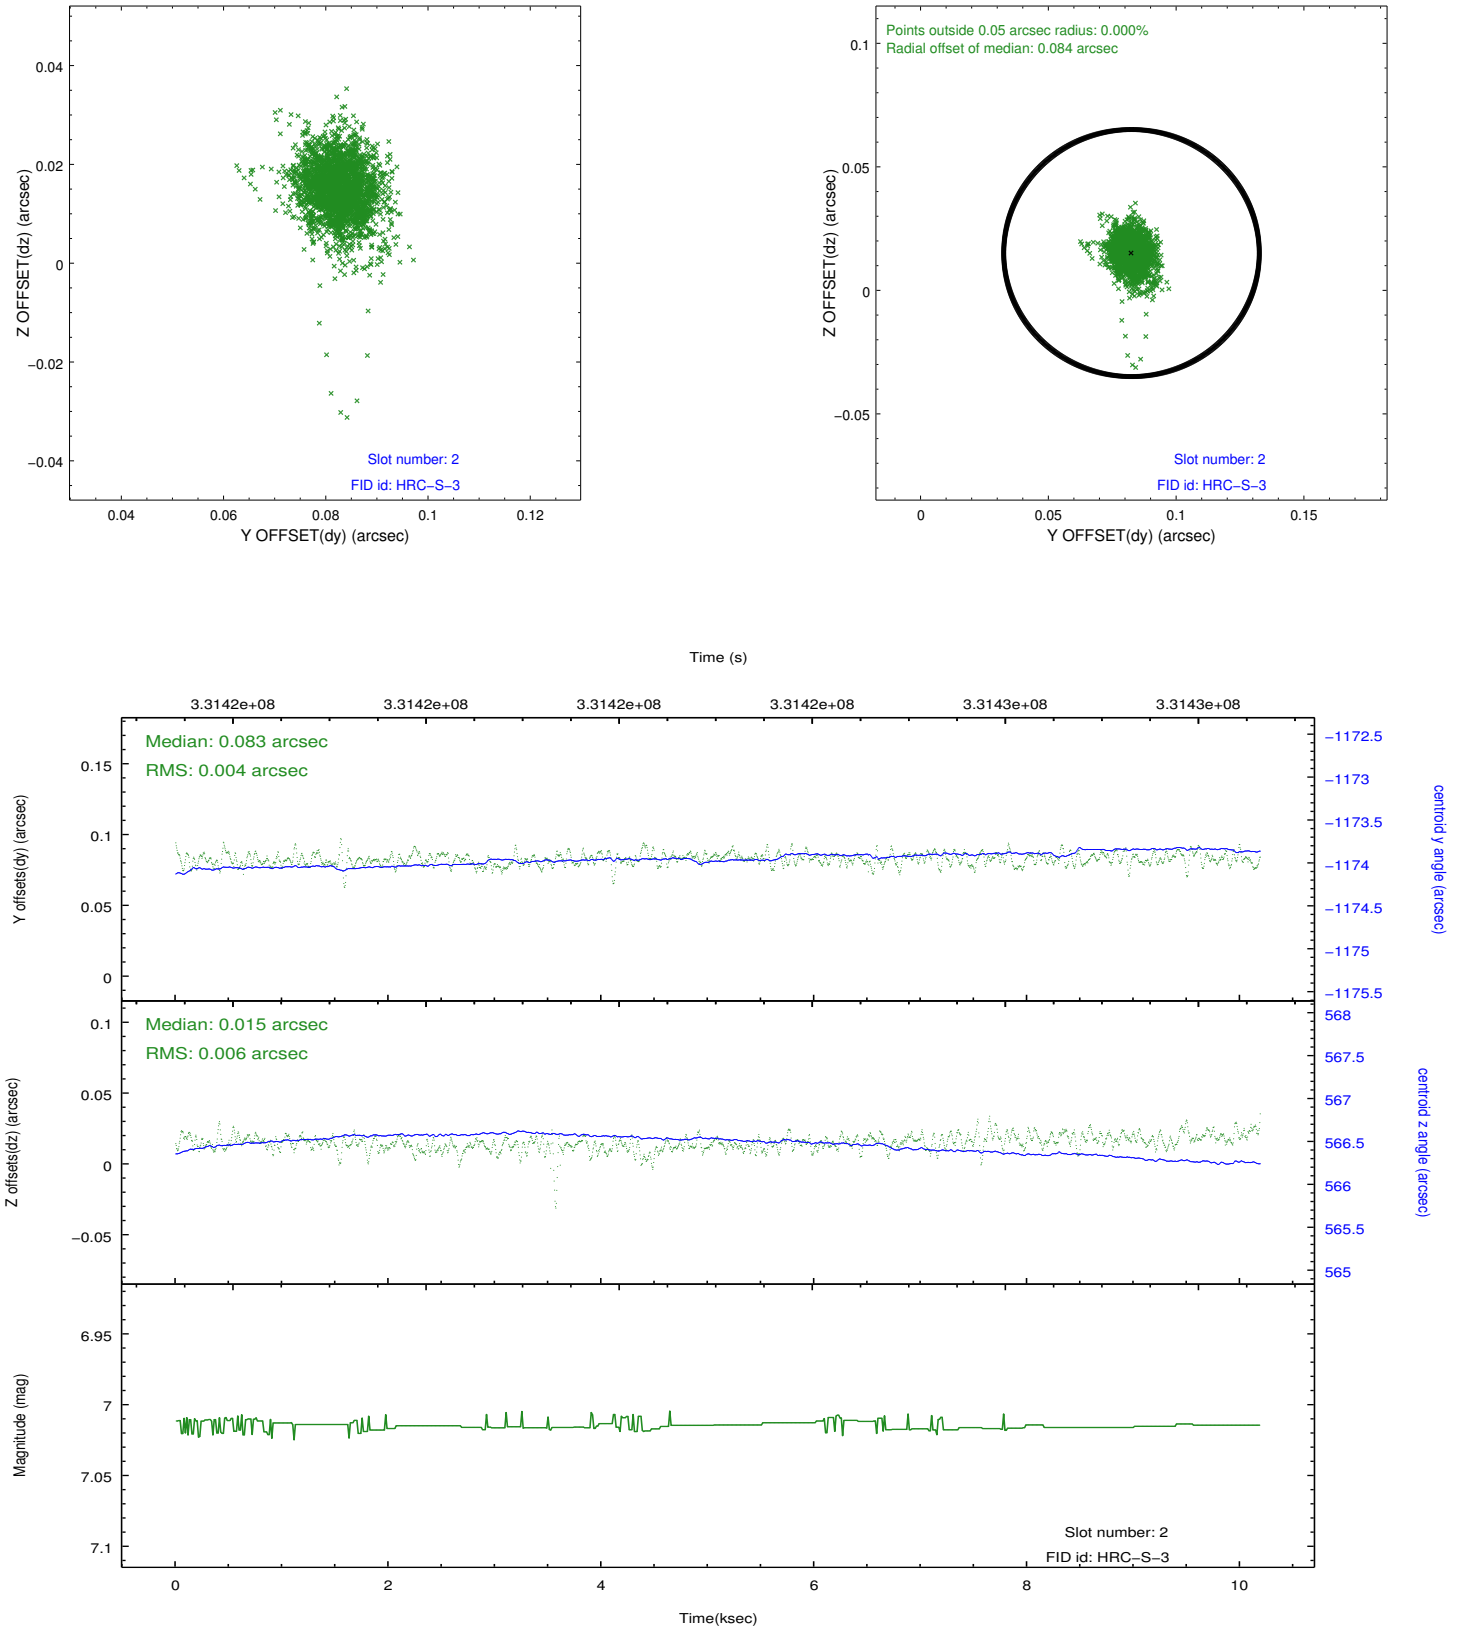 0.04
0.02
0
−0.02
−0.04
Z OFFSET(dz) (arcsec)
0.04 0.06 0.08 0.1 0.12
Y OFFSET(dy) (arcsec)
Slot number: 2
FID id: HRC−S−3
Points outside 0.05 arcsec radius: 0.000%
Radial offset of median: 0.084 arcsec
0.1
0.05
0
−0.05
Z OFFSET(dz) (arcsec)
0 0.05 0.1 0.15
Y OFFSET(dy) (arcsec)
Slot number: 2
FID id: HRC−S−3
Time (s)
3.3142e+08 3.3142e+08 3.3142e+08 3.3142e+08 3.3143e+08 3.3143e+08
Median: 0.083 arcsec
RMS: 0.004 arcsec
0.15
0.1
0.05
0
Y offsets(dy) (arcsec)
−1172.5
−1173
−1173.5
−1174
−1174.5
−1175
−1175.5
centroid y angle (arcsec)
Median: 0.015 arcsec
RMS: 0.006 arcsec
0.1
0.05
0
−0.05
Z offsets(dz) (arcsec)
568
567.5
567
566.5
566
565.5
565
centroid z angle (arcsec)
6.95
7
7.05
7.1
Magnitude (mag)
Slot number: 2
FID id: HRC−S−3
0 2 4 6 8 10
Time(ksec)